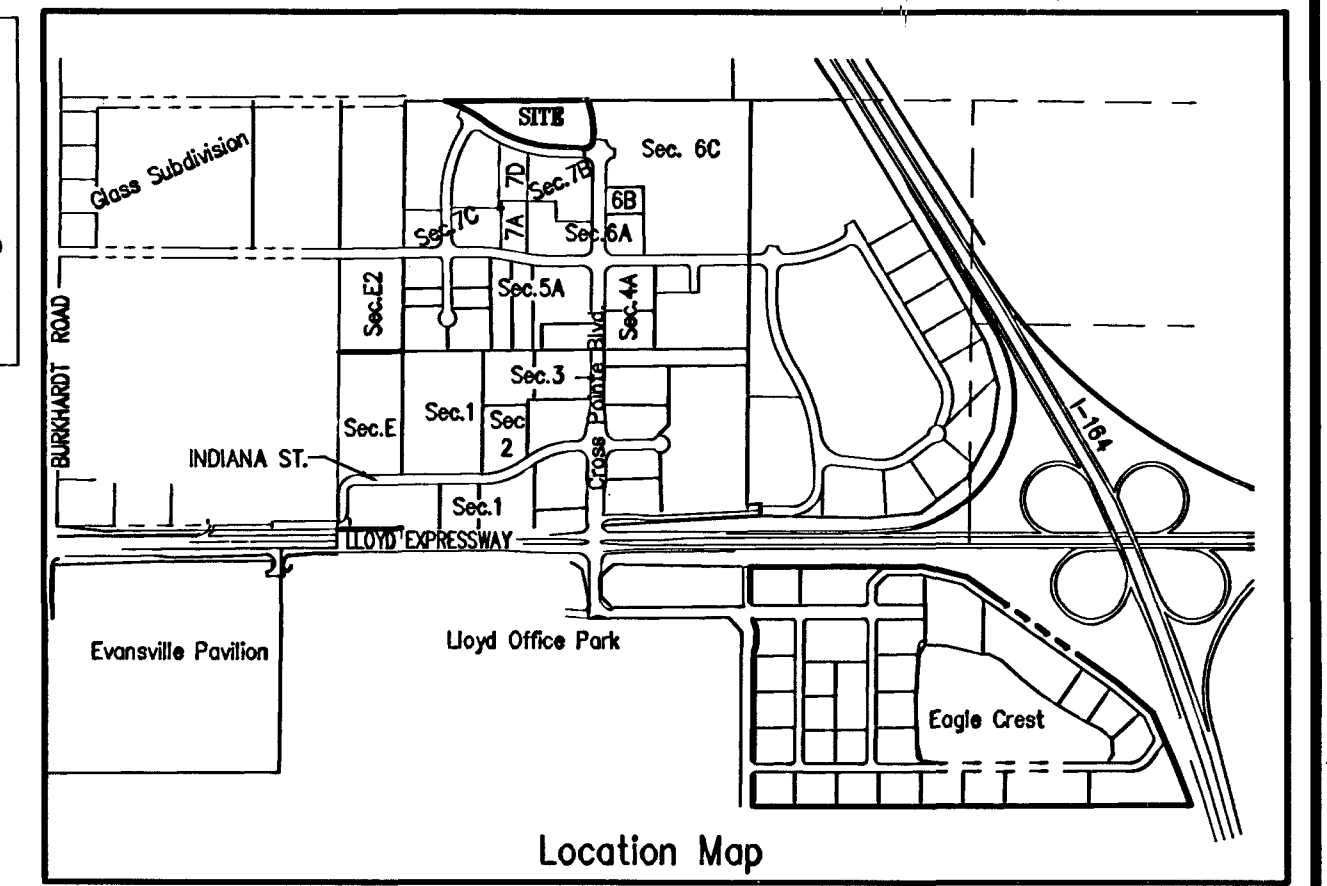 SITE
Sec. 6C
Glass Subdivision
7D
Sec.7B
6B
Sec.7C
7A
Sec.6A
Sec.E2
Sec.5A
Sec.4A
BURKHARDT ROAD
Cross Pointe Blvd.
Sec.3
Sec.1
Sec
2
Sec.E
I-164
INDIANA ST.
Sec.1
LLOYD EXPRESSWAY
Evansville Pavilion
Lloyd Office Park
Eagle Crest
Location Map